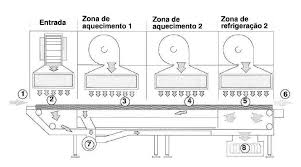 Entrada
Zona de
aquecimento 1
Zona de
aquecimento 2
Zona de
refrigeração 2
1
2
3
4
5
6
7
8